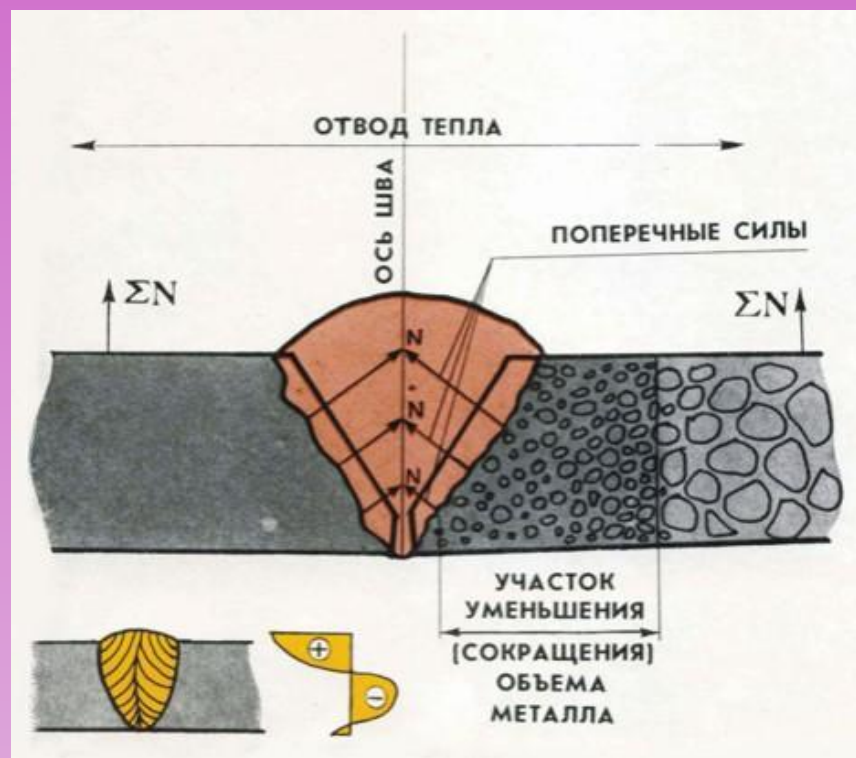 ОТВОД ТЕПЛА
ОСЬ ШВА
ПОПЕРЕЧНЫЕ СИЛЫ
ΣN
ΣN
N
N
N
УЧАСТОК
УМЕНЬШЕНИЯ
(СОКРАЩЕНИЯ)
ОБЪЕМА
МЕТАЛЛА
+
−